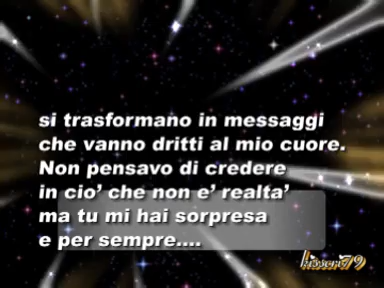 si trasformano in messaggi
che vanno dritti al mio cuore.
Non pensavo di credere
in cio’ che non e’ realta’
ma tu mi hai sorpresa
e per sempre....